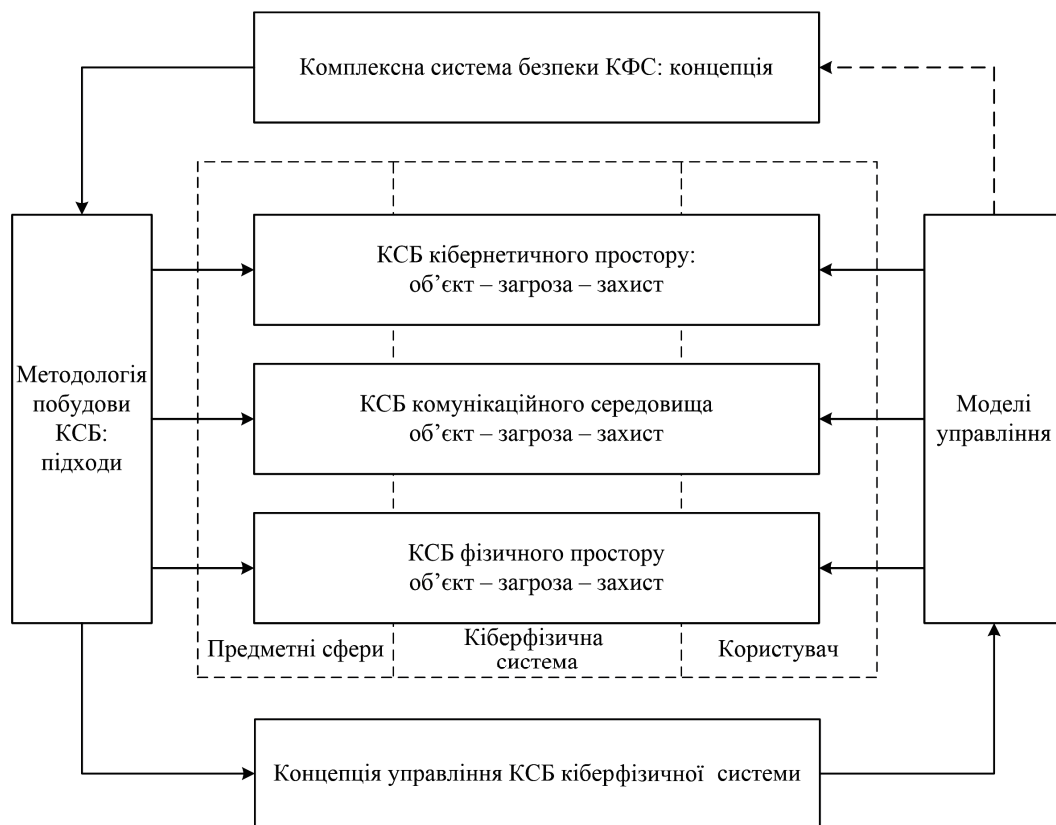 Комплексна система безпеки КФС: концепція
КСБ кібернетичного простору:
об’єкт – загроза – захист
Методологія
побудови
КСБ:
підходи
КСБ комунікаційного середовища
об’єкт – загроза – захист
Моделі
управління
КСБ фізичного простору
об’єкт – загроза – захист
Предметні сфери
Кіберфізична
система
Користувач
Концепція управління КСБ кіберфізичної системи